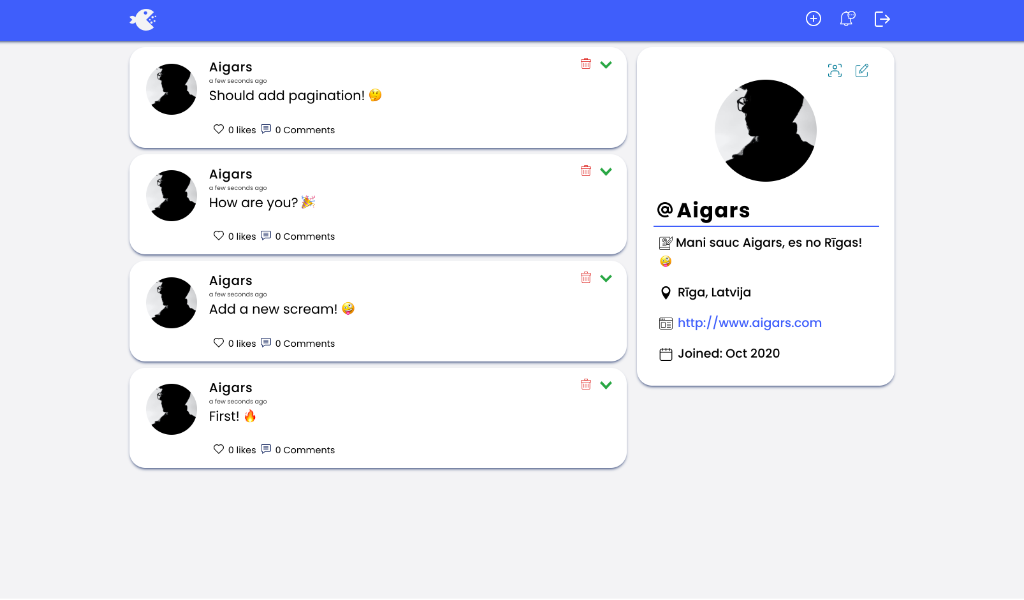 Aigars
a few seconds ago
Should add pagination! 🤔
0 likes 0 Comments
Aigars
a few seconds ago
How are you? 🎉
0 likes 0 Comments
Aigars
a few seconds ago
Add a new scream! 🤪
0 likes 0 Comments
Aigars
a few seconds ago
First! 🔥
0 likes 0 Comments
@Aigars
Mani sauc Aigars, es no Rīgas!
🤪
Rīga, Latvija
http://www.aigars.com
Joined: Oct 2020